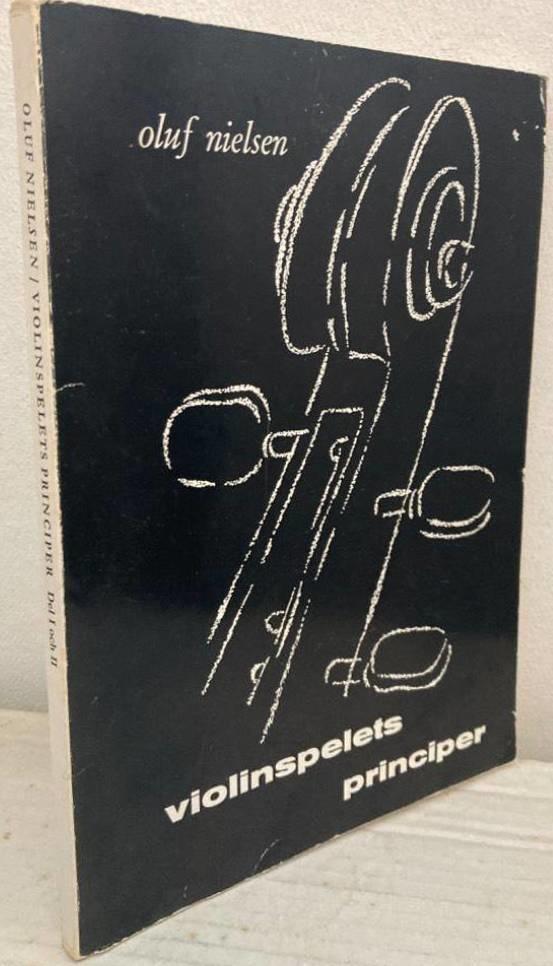 oluf nielsen
violinspelets
principer
OLUF NIELSEN / VIOLINSPELETS PRINCIPER Del I och II